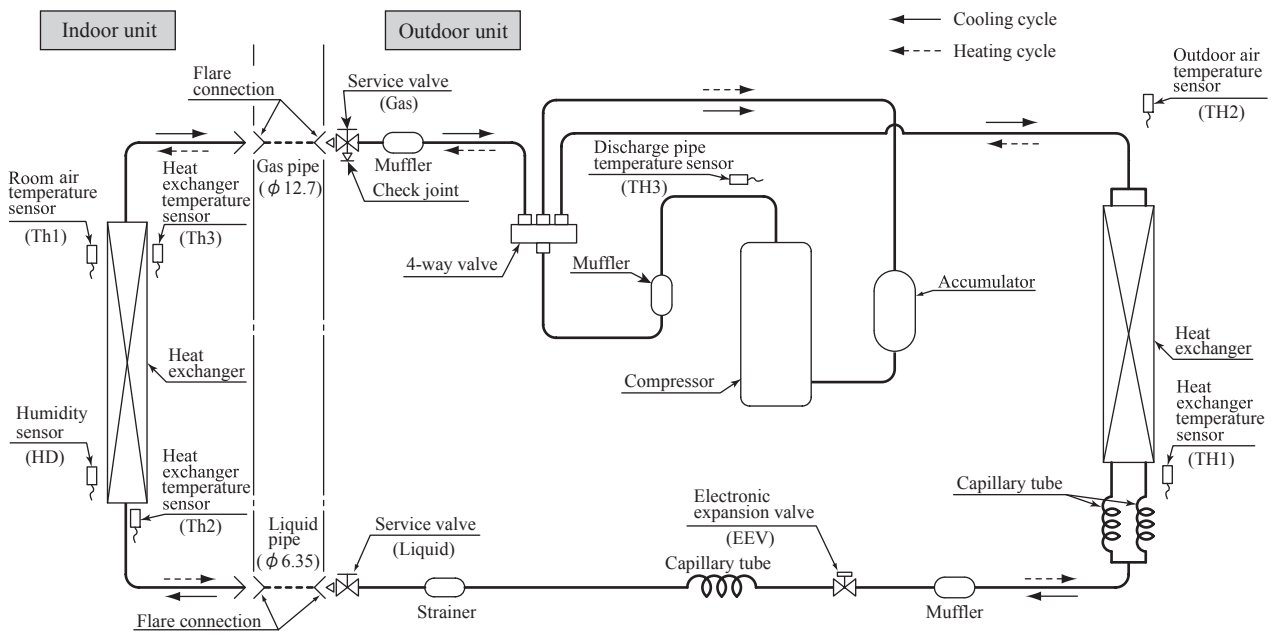 Indoor unit
Outdoor unit
Cooling cycle
Heating cycle
Flare
connection
Service valve
(Gas)
Outdoor air
temperature
sensor
(TH2)
Muffler
Check joint
Gas pipe
(ϕ 12.7)
Discharge pipe
temperature sensor
(TH3)
Room air
temperature
sensor
(Th1)
Heat
exchanger
temperature
sensor
(Th3)
4-way valve
Muffler
Accumulator
Heat
exchanger
Compressor
Heat
exchanger
Humidity
sensor
(HD)
Heat
exchanger
temperature
sensor
(TH1)
Heat
exchanger
temperature
sensor
(Th2)
Capillary tube
Liquid
pipe
(ϕ 6.35)
Service valve
(Liquid)
Electronic
expansion valve
(EEV)
Capillary tube
Strainer
Muffler
Flare connection